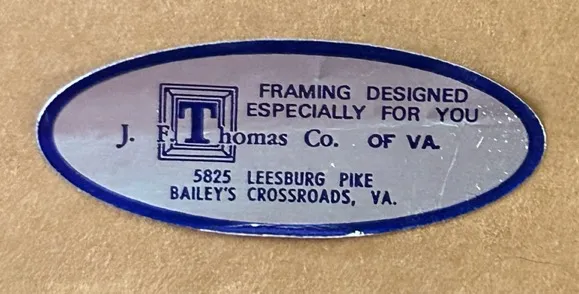 FRAMING DESIGNED
ESPECIALLY FOR YOU
J. F. Thomas Co. OF VA.
5825 LEESBURG PIKE
BAILEY'S CROSSROADS, VA.